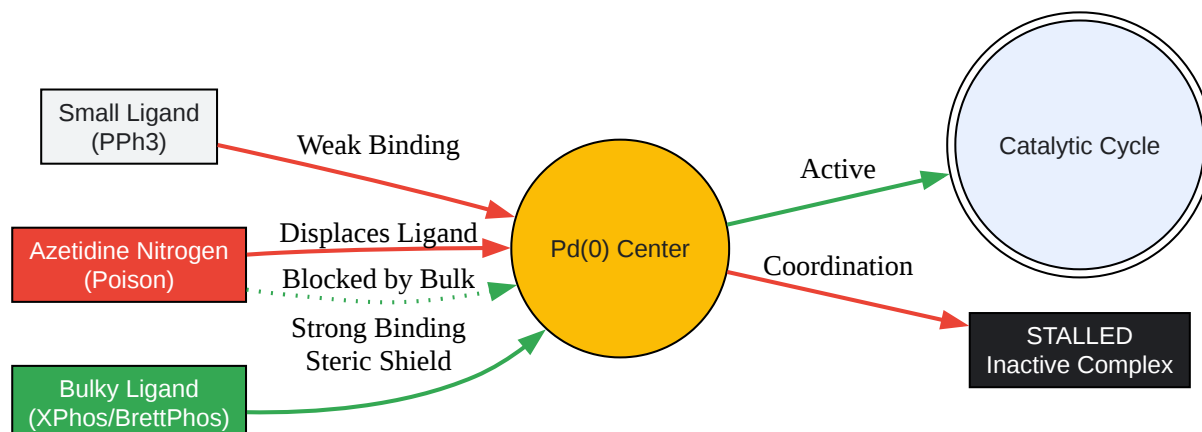 Small Ligand
(PPh3)
Weak Binding
Azetidine Nitrogen
(Poison)
Displaces Ligand
Blocked by Bulk
Strong Binding
Steric Shield
Bulky Ligand
(XPhos/BrettPhos)
Pd(0) Center
Active
Coordination
Catalytic Cycle
STALLED
Inactive Complex